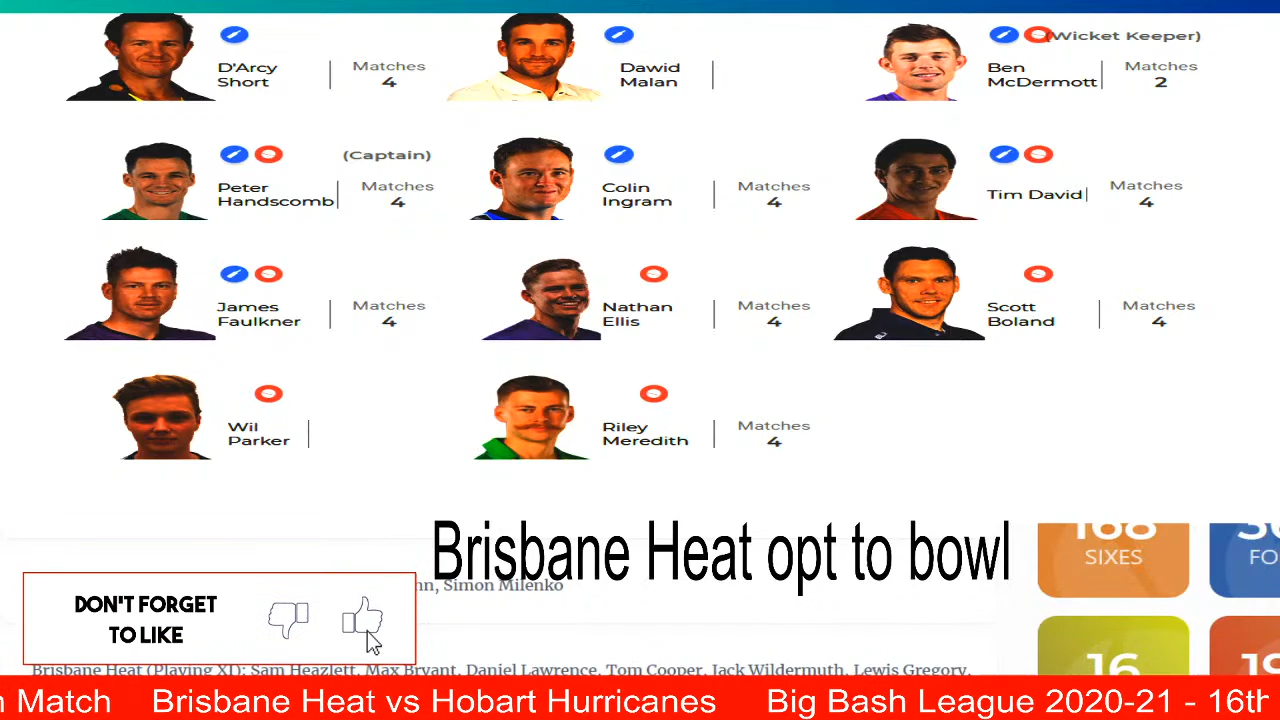 D'Arcy
Short
Matches
4
Dawid
Malan
(Wicket Keeper)
Ben
McDermott
Matches
2
(Captain)
Peter
Handscomb
Matches
4
Colin
Ingram
Matches
4
Tim David
Matches
4
James
Faulkner
Matches
4
Nathan
Ellis
Matches
4
Scott
Boland
Matches
4
Wil
Parker
Riley
Meredith
Matches
4
Brisbane Heat opt to bowl
nn, Simon Milenko
168
SIXES
FO
DON'T FORGET
TO LIKE
16
Brisbane Heat (Playing XI): Sam Heazlett, Max Bryant, Daniel Lawrence, Tom Cooper, Jack Wildermuth, Lewis Gregory,
n Match Brisbane Heat vs Hobart Hurricanes Big Bash League 2020-21 - 16th